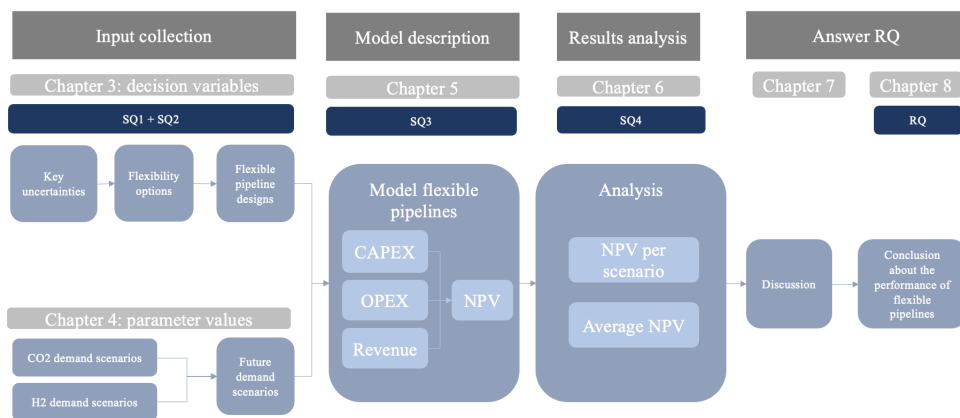 Input collection
Model description
Results analysis
Answer RQ
Chapter 3: decision variables
Chapter 5
Chapter 6
Chapter 7
Chapter 8
SQ1 + SQ2
SQ3
SQ4
RQ
Key
uncertainties
Flexibility
options
Flexible
pipeline
designs
Model flexible
pipelines
CAPEX
OPEX
Revenue
NPV
Analysis
NPV per
scenario
Average NPV
Discussion
Conclusion
about the
performance of
flexible
pipelines
Chapter 4: parameter values
CO2 demand scenarios
H2 demand scenarios
Future
demand
scenarios